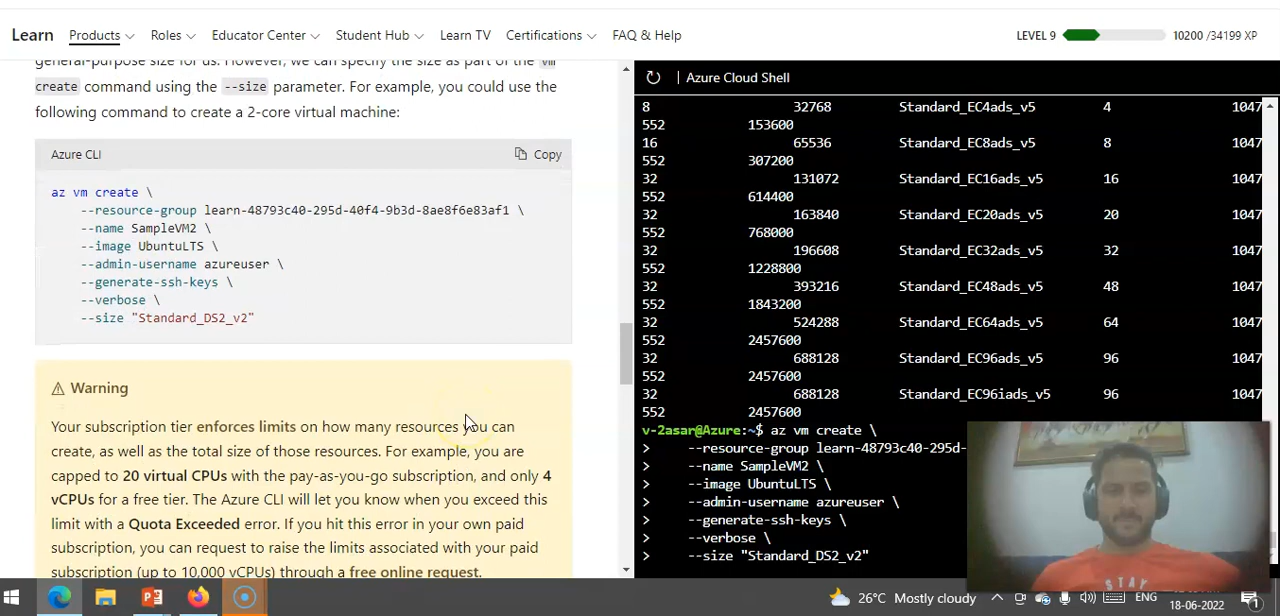 Learn Products Roles Educator Center Student Hub Learn TV Certifications FAQ & Help LEVEL 9 10200 /34199 XP
general-purpose size for us. However, we can specify the size as part of the vm
create command using the --size parameter. For example, you could use the
following command to create a 2-core virtual machine:
Azure CLI Copy
az vm create \
--resource-group learn-48793c40-295d-40f4-9b3d-8ae8f6e83af1 \
--name SampleVM2 \
--image UbuntuLTS \
--admin-username azureuser \
--generate-ssh-keys \
--verbose \
--size "Standard_DS2_v2"
Warning
Your subscription tier enforces limits on how many resources you can
create, as well as the total size of those resources. For example, you are
capped to 20 virtual CPUs with the pay-as-you-go subscription, and only 4
vCPUs for a free tier. The Azure CLI will let you know when you exceed this
limit with a Quota Exceeded error. If you hit this error in your own paid
subscription, you can request to raise the limits associated with your paid
subscription (up to 10,000 vCPUs) through a free online request.
Azure Cloud Shell
8 32768 Standard_EC4ads_v5 4 1047
552 153600
16 65536 Standard_EC8ads_v5 8 1047
552 307200
32 131072 Standard_EC16ads_v5 16 1047
552 614400
32 163840 Standard_EC20ads_v5 20 1047
552 768000
32 196608 Standard_EC32ads_v5 32 1047
552 1228800
32 393216 Standard_EC48ads_v5 48 1047
552 1843200
32 524288 Standard_EC64ads_v5 64 1047
552 2457600
32 688128 Standard_EC96ads_v5 96 1047
552 2457600
32 688128 Standard_EC96iads_v5 96 1047
552 2457600
v-2asar@Azure:~$ az vm create \
> --resource-group learn-48793c40-295d-
> --name SampleVM2 \
> --image UbuntuLTS \
> --admin-username azureuser \
> --generate-ssh-keys \
> --verbose \
> --size "Standard_DS2_v2"
STAY
26°C Mostly cloudy ENG
18-06-2022 1